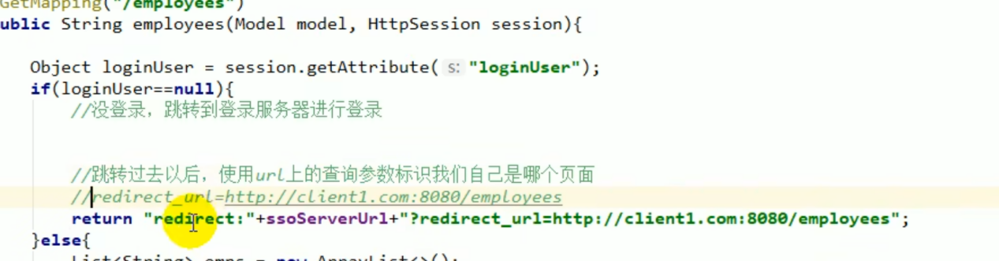 GetMapping("/employees")
ublic String employees(Model model, HttpSession session){
Object loginUser = session.getAttribute( s: "loginUser");
if(loginUser==null){
//没登录，跳转到登录服务器进行登录
//跳转过去以后，使用url上的查询参数标识我们自己是哪个页面
//redirect_url=http://client1.com:8080/employees
return "redirect:"+ssoServerUrl+"?redirect_url=http://client1.com:8080/employees";
}else{
List<String> emps = new ArrayList<>();